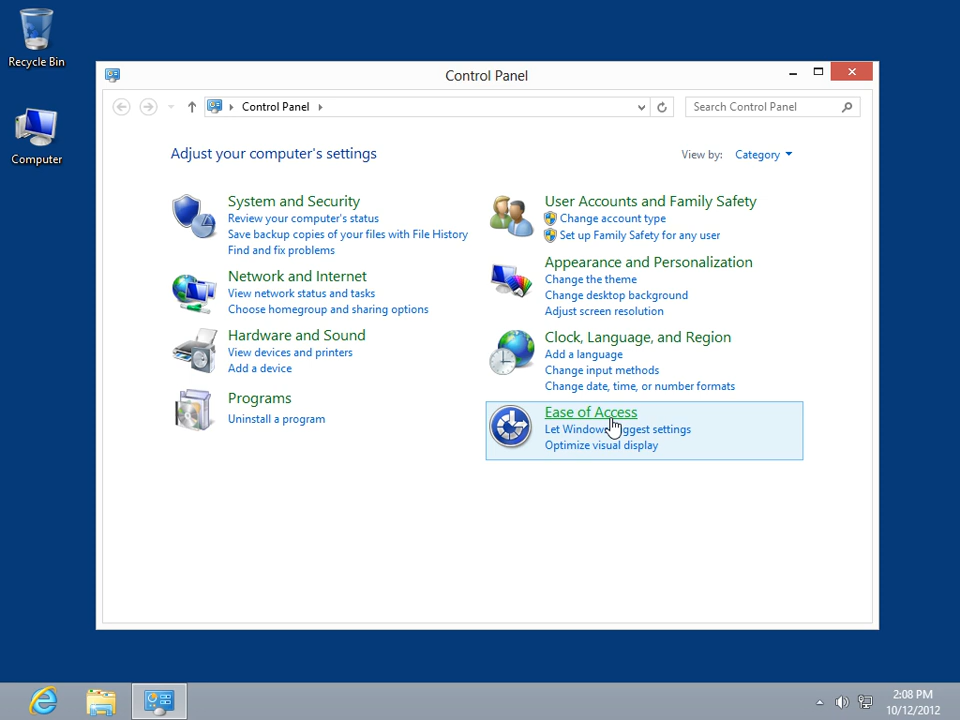 Recycle Bin
Computer
Control Panel
Control Panel
Search Control Panel
Adjust your computer's settings
View by: Category
System and Security
Review your computer's status
Save backup copies of your files with File History
Find and fix problems
Network and Internet
View network status and tasks
Choose homegroup and sharing options
Hardware and Sound
View devices and printers
Add a device
Programs
Uninstall a program
User Accounts and Family Safety
Change account type
Set up Family Safety for any user
Appearance and Personalization
Change the theme
Change desktop background
Adjust screen resolution
Clock, Language, and Region
Add a language
Change input methods
Change date, time, or number formats
Ease of Access
Let Windows suggest settings
Optimize visual display
2:08 PM
10/12/2012